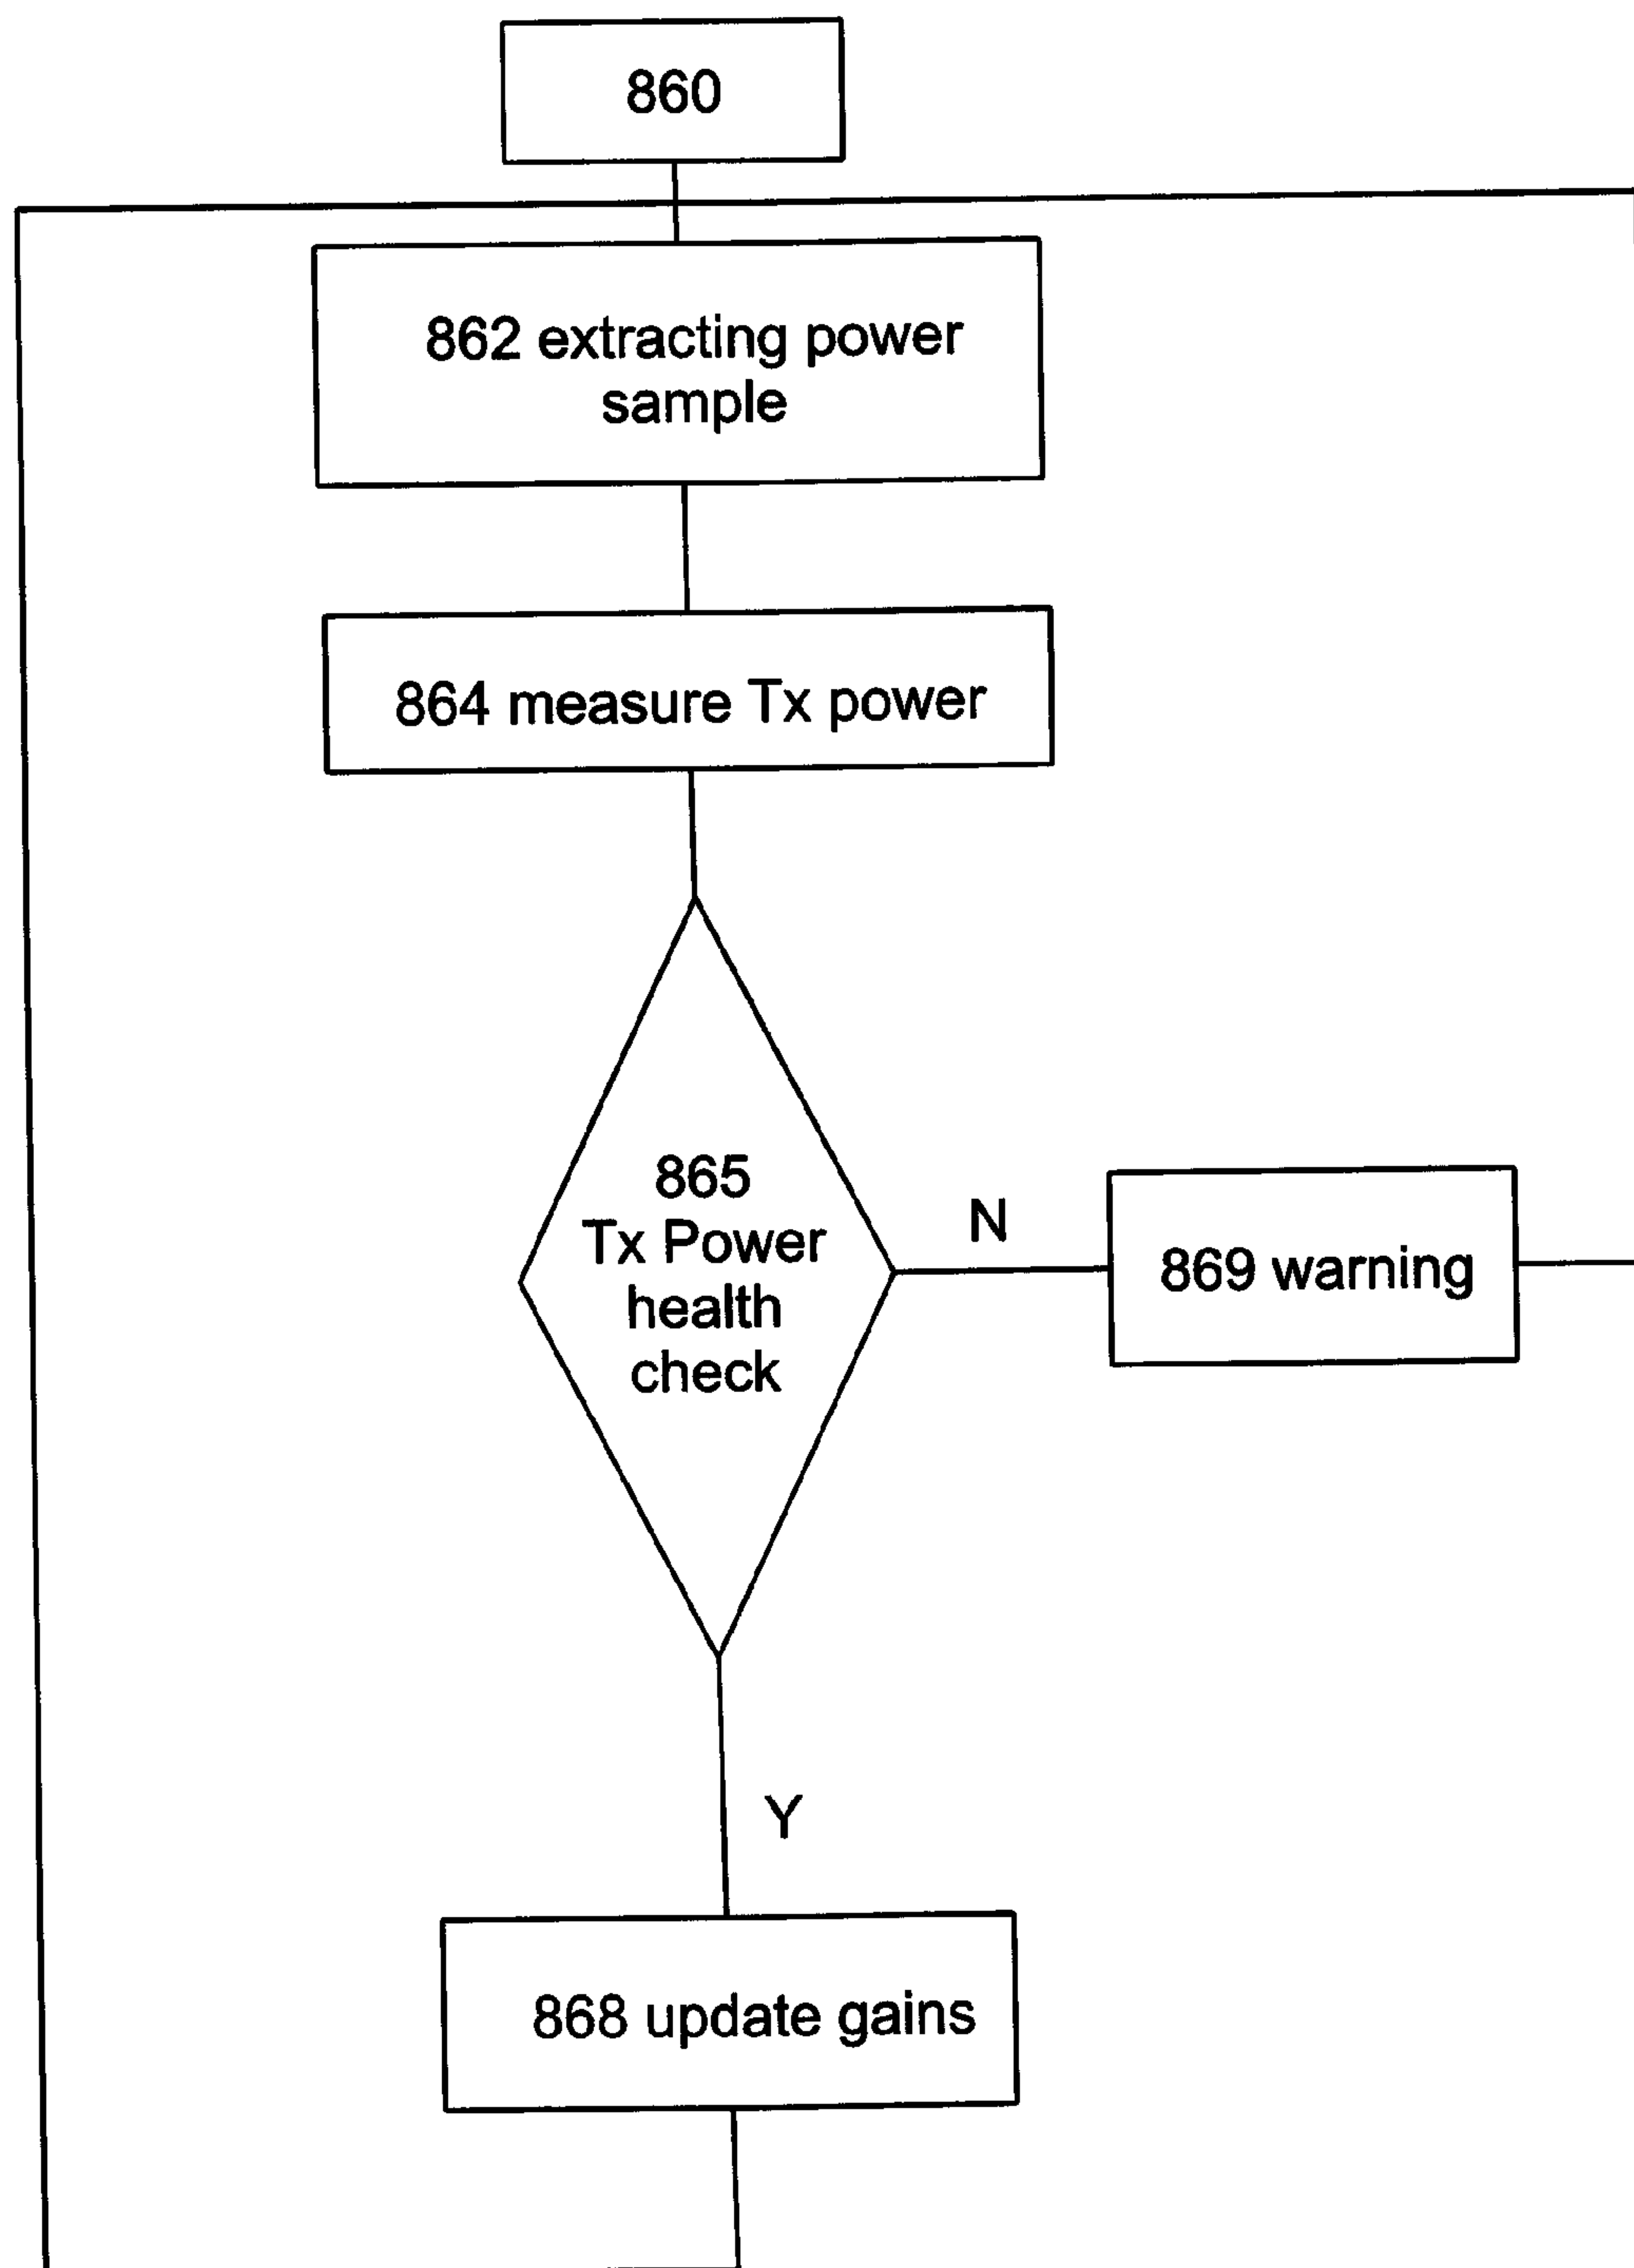 860
862 extracting power
sample
864 measure Tx power
865
Tx Power
health
check
N
869 warning
Y
868 update gains